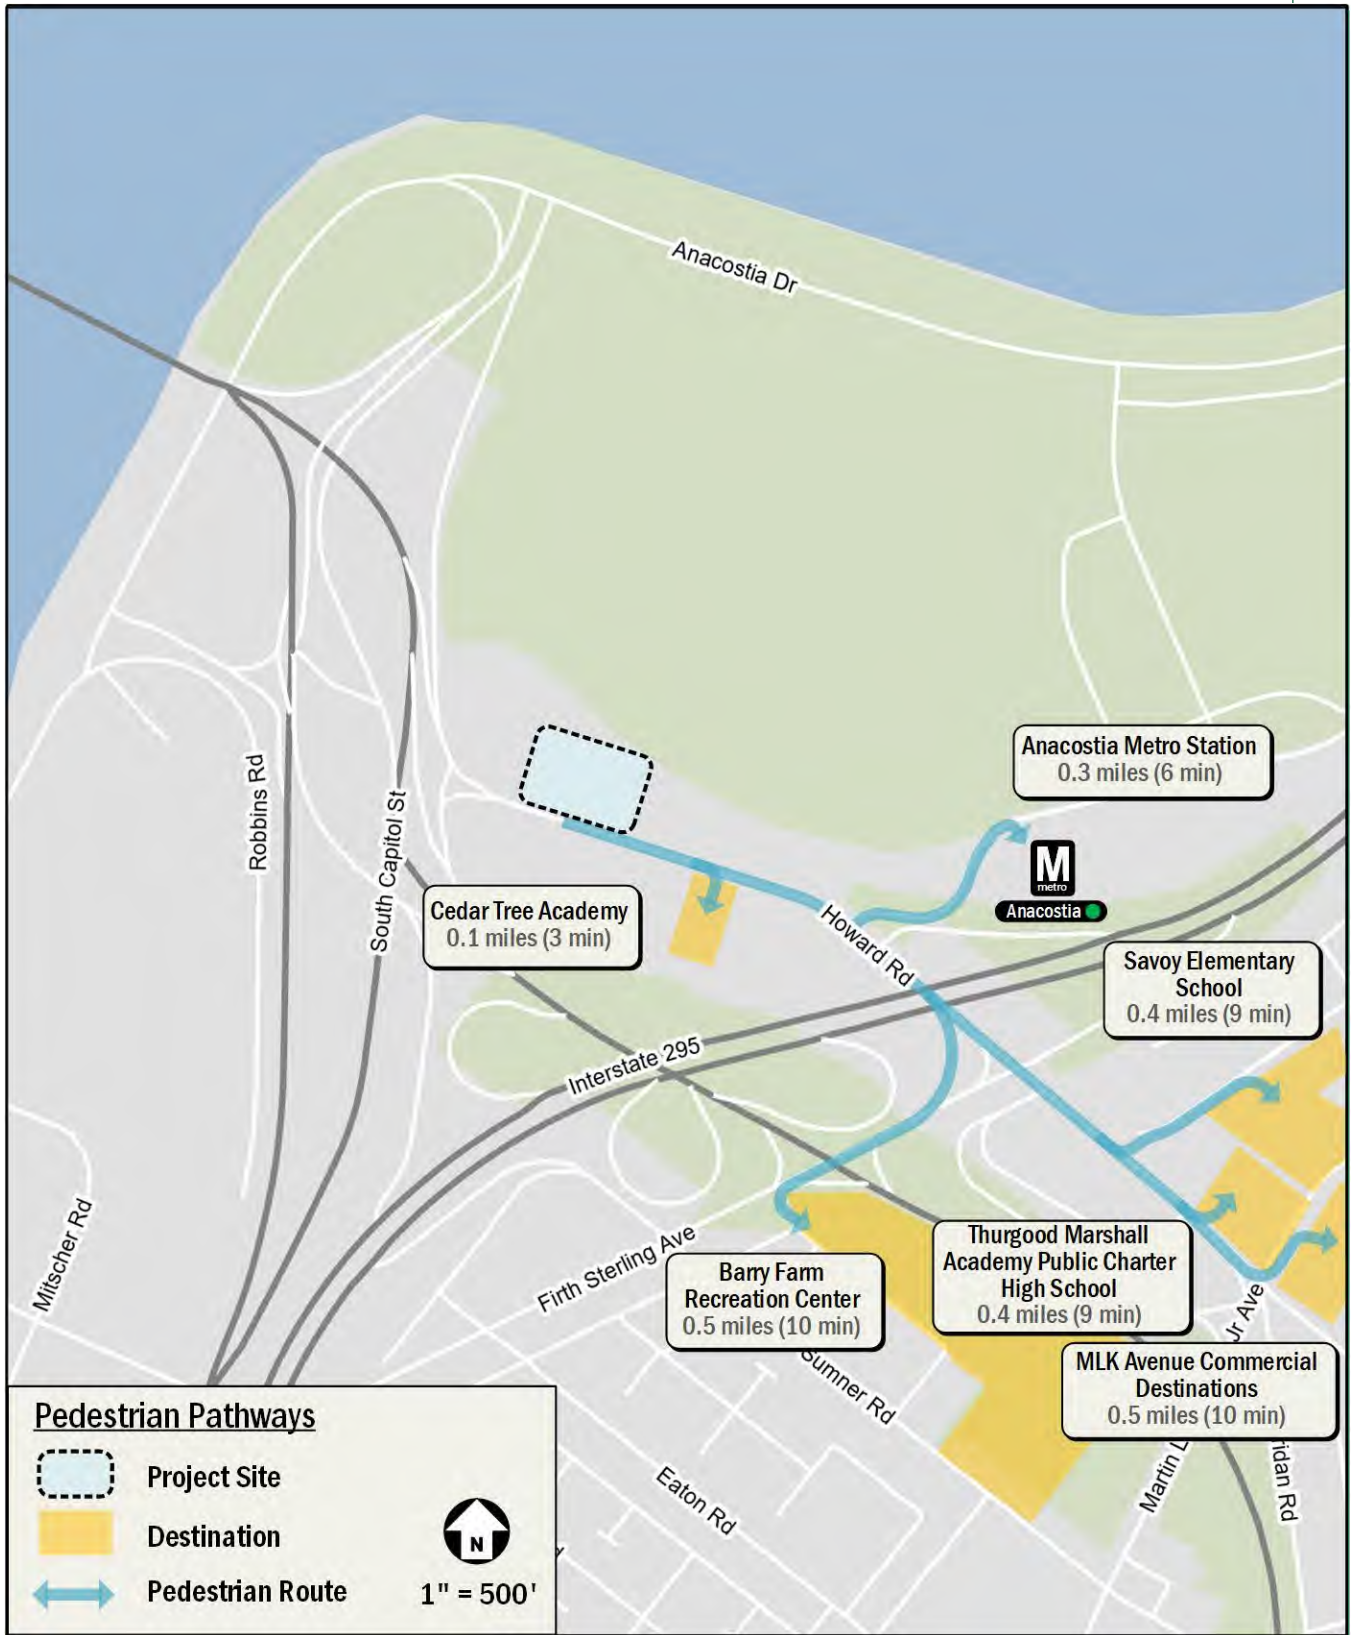 Anacostia Dr
Anacostia Metro Station
0.3 miles (6 min)
Robbins Rd
South Capitol St
M
metro
Anacostia
Cedar Tree Academy
0.1 miles (3 min)
Howard Rd
Savoy Elementary
School
0.4 miles (9 min)
Interstate 295
Mitscher Rd
Firth Sterling Ave
Thurgood Marshall
Academy Public Charter
High School
0.4 miles (9 min)
Barry Farm
Recreation Center
0.5 miles (10 min)
Jr Ave
MLK Avenue Commercial
Destinations
0.5 miles (10 min)
Sumner Rd
Martin L
ridan Rd
Eaton Rd
Pedestrian Pathways
Project Site
Destination
Pedestrian Route
N
1" = 500'